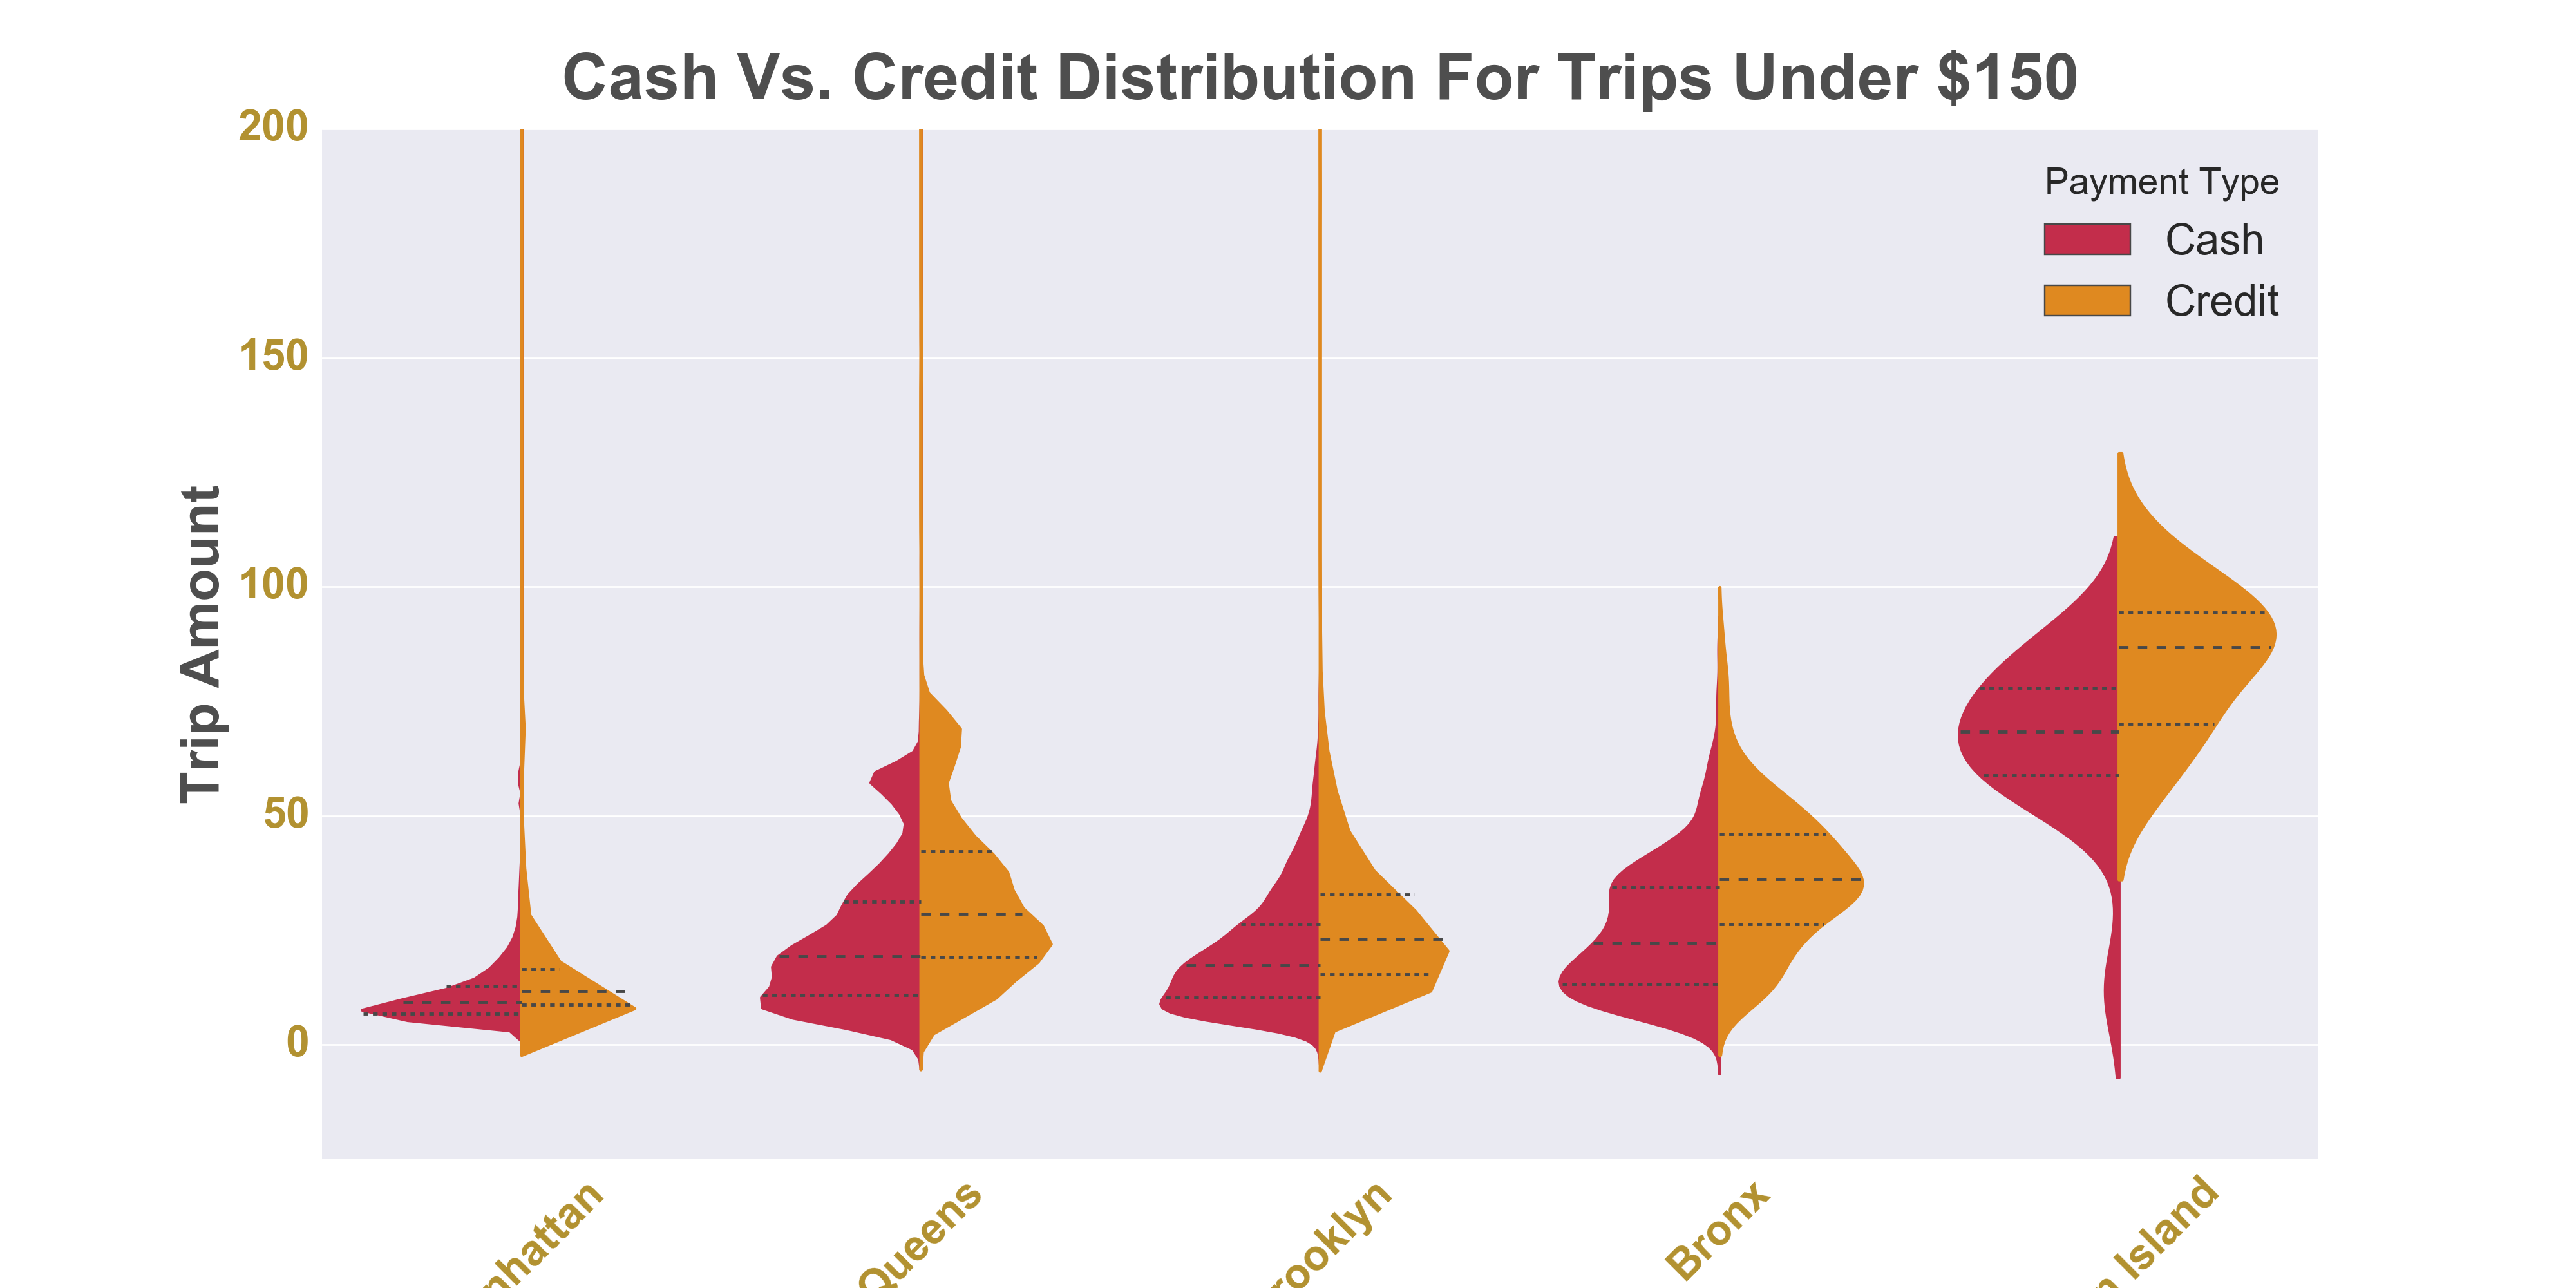 Cash Vs. Credit Distribution For Trips Under $150
200
150
100
50
0
Trip Amount
Payment Type
Cash
Credit
nhattan
Queens
rooklyn
Bronx
n Island